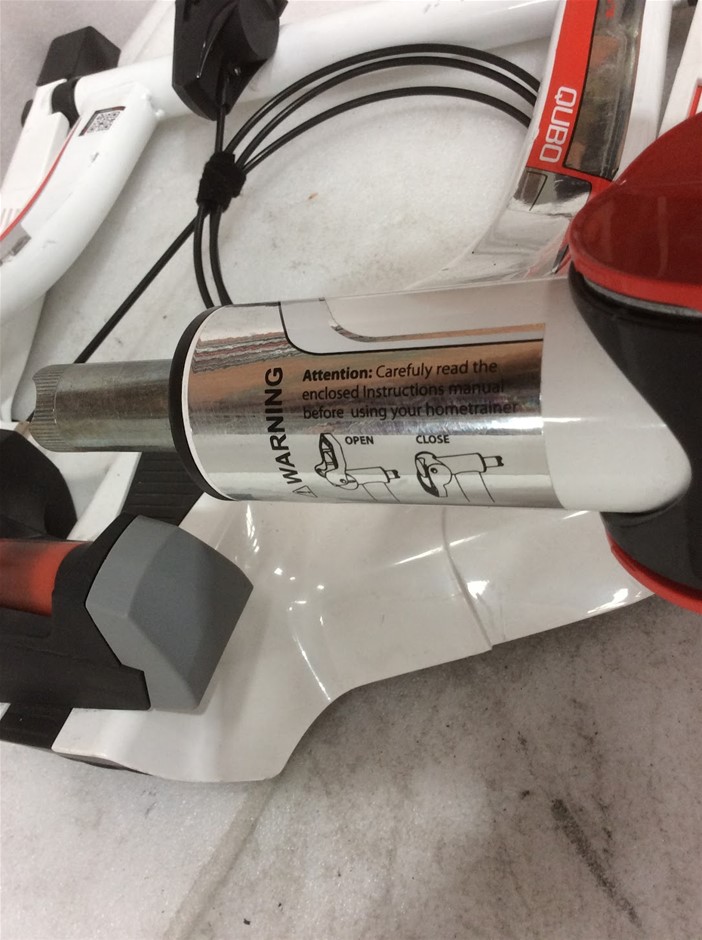 QUBO
WARNING
Attention: Carefuly read the
enclosed Instructions manual
before using your hometrainer
OPEN
CLOSE